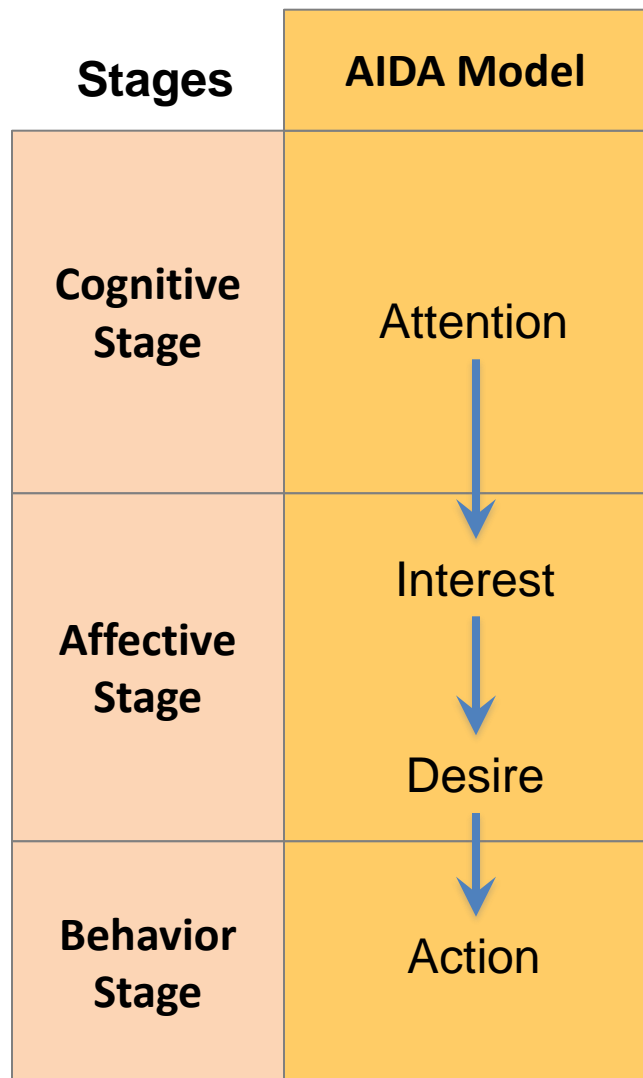 Stages
AIDA Model
Cognitive
Stage
Attention
Affective
Stage
Interest
Desire
Behavior
Stage
Action